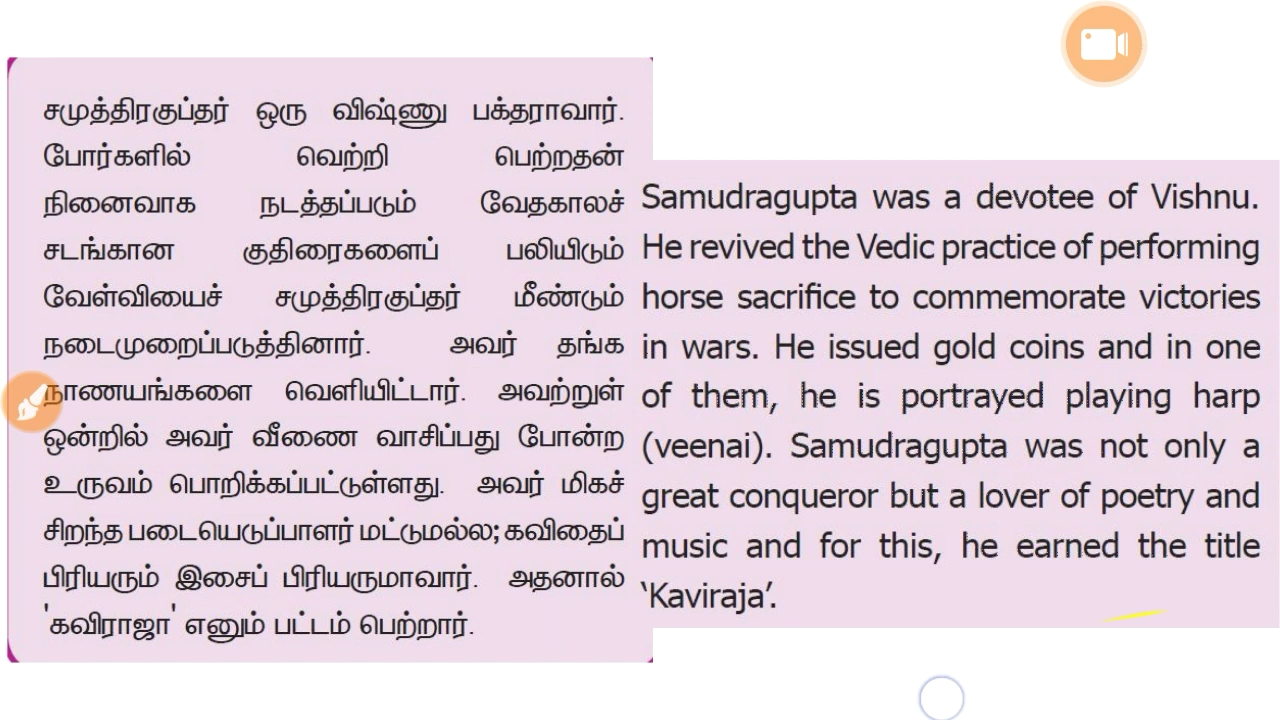 சமுத்திரகுப்தர் ஒரு விஷ்ணு பக்தராவார்.
போர்களில் வெற்றி பெற்றதன்
நினைவாக நடத்தப்படும் வேதகாலச்
சடங்கான குதிரைகளைப் பலியிடும்
வேள்வியைச் சமுத்திரகுப்தர் மீண்டும்
நடைமுறைப்படுத்தினார். அவர் தங்க
நாணயங்களை வெளியிட்டார். அவற்றுள்
ஒன்றில் அவர் வீணை வாசிப்பது போன்ற
உருவம் பொறிக்கப்பட்டுள்ளது. அவர் மிகச்
சிறந்த படையெடுப்பாளர் மட்டுமல்ல; கவிதைப்
பிரியரும் இசைப் பிரியருமாவார். அதனால்
'கவிராஜா' எனும் பட்டம் பெற்றார்.
Samudragupta was a devotee of Vishnu.
He revived the Vedic practice of performing
horse sacrifice to commemorate victories
in wars. He issued gold coins and in one
of them, he is portrayed playing harp
(veenai). Samudragupta was not only a
great conqueror but a lover of poetry and
music and for this, he earned the title
‘Kaviraja’.